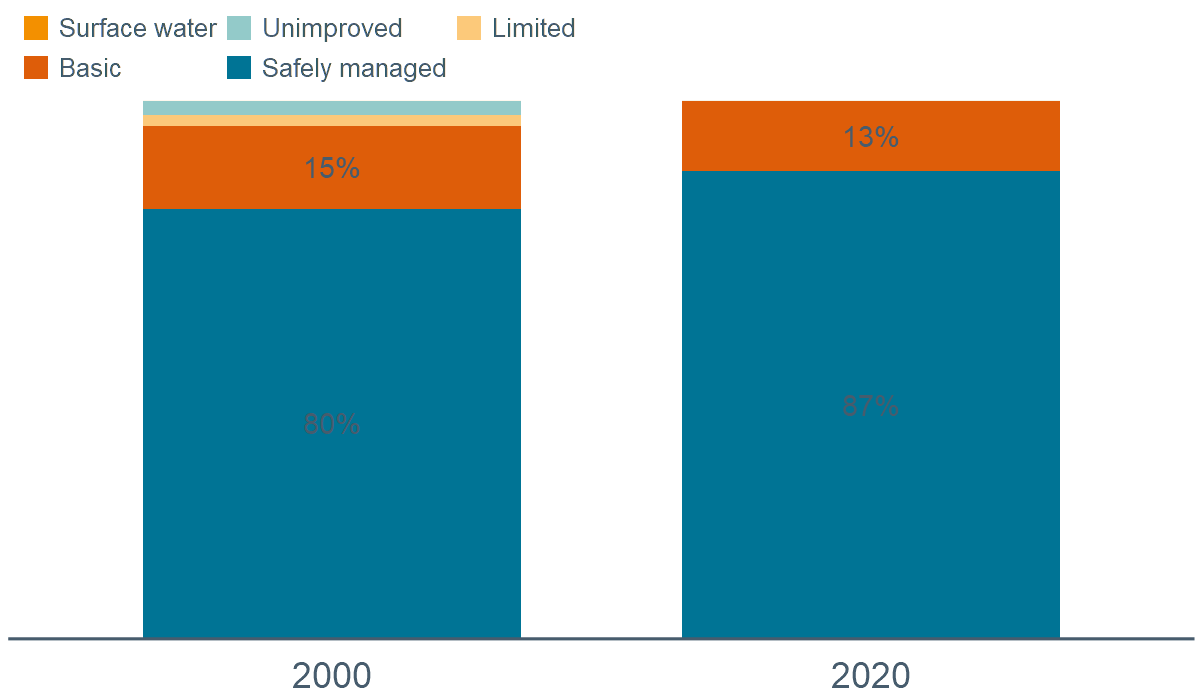 Surface water Unimproved Limited
Basic Safely managed
15%
13%
80%
87%
2000 2020